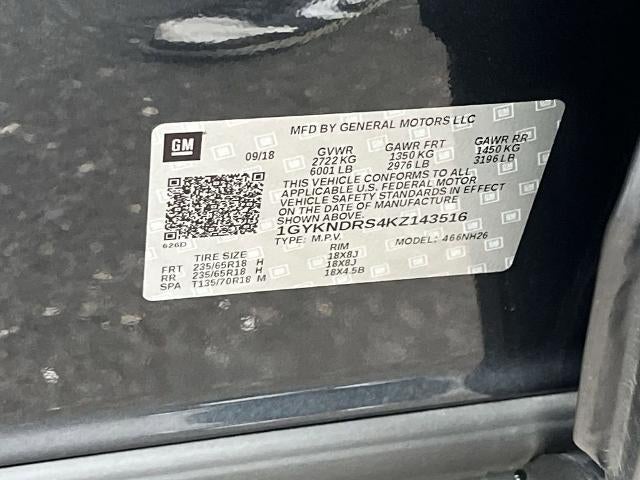 MFD BY GENERAL MOTORS LLC
GM
09/18
GVWR GAWR FRT GAWR RR
2722 KG 1350 KG 1450 KG
6001 LB 2976 LB 3196 LB
THIS VEHICLE CONFORMS TO ALL
APPLICABLE U.S. FEDERAL MOTOR
VEHICLE SAFETY STANDARDS IN EFFECT
ON THE DATE OF MANUFACTURE
SHOWN ABOVE.
1GYKNDRS4KZ143516
626D
TYPE: M.P.V. MODEL: 466NH26
TIRE SIZE RIM
FRT 235/65R18 H 18X8J
RR 235/65R18 H 18X8J
SPA T135/70R18 M 18X4.5B